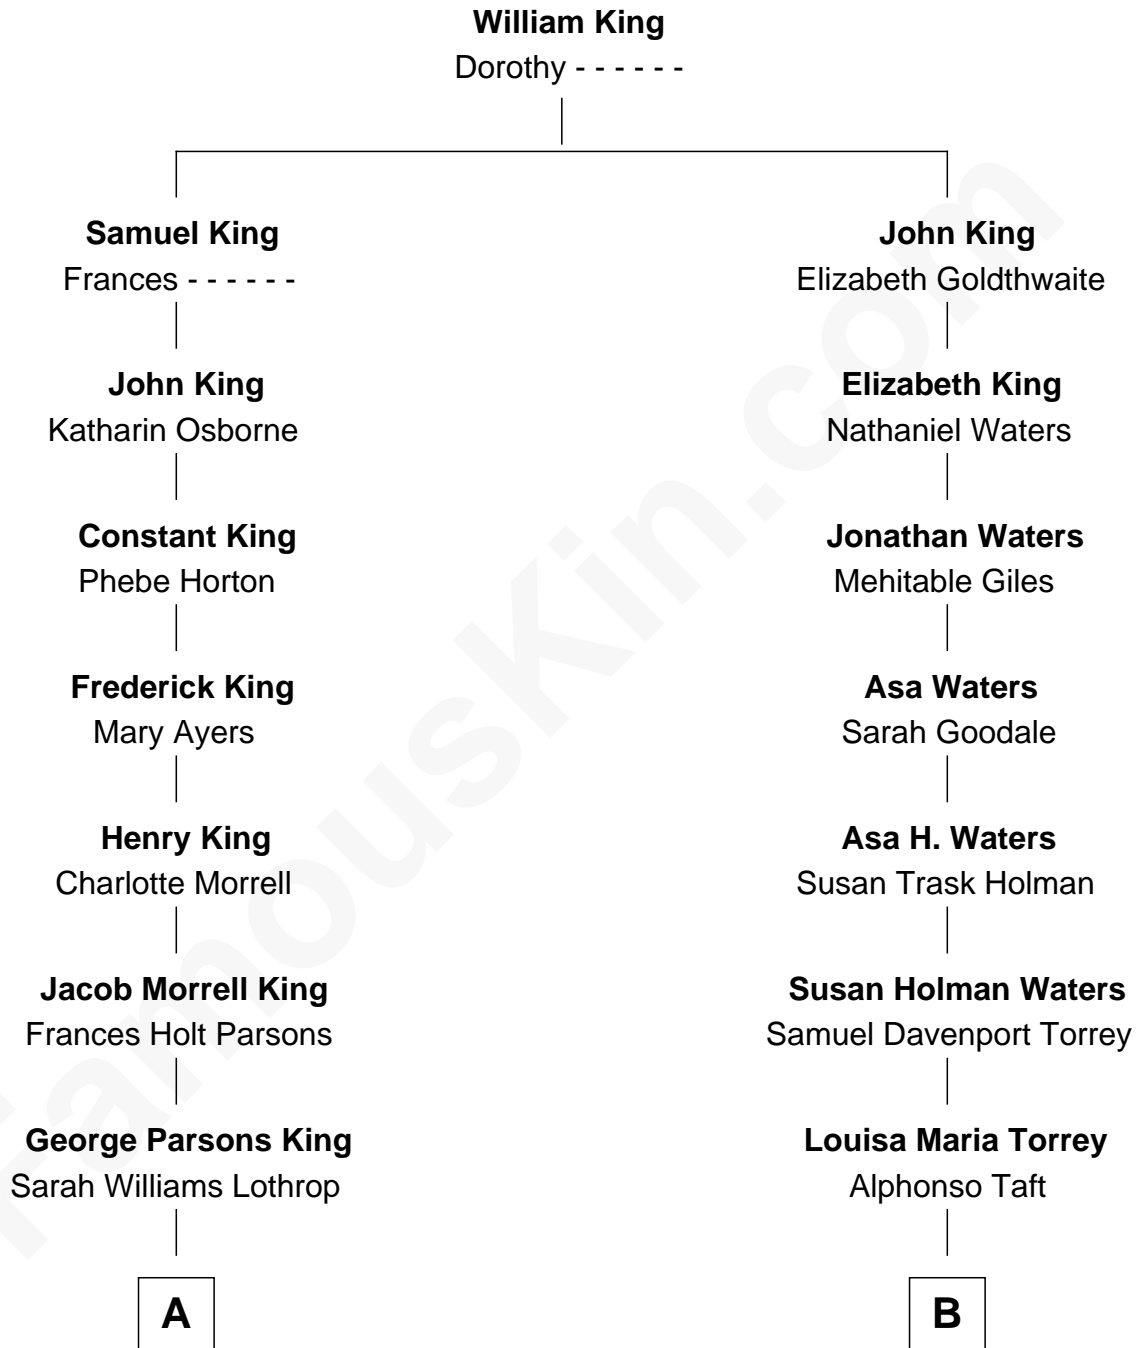 William King
Dorothy - - - - - -
Samuel King
Frances - - - - - -
John King
Katharin Osborne
Constant King
Phebe Horton
Frederick King
Mary Ayers
Henry King
Charlotte Morrell
Jacob Morrell King
Frances Holt Parsons
George Parsons King
Sarah Williams Lothrop
A
John King
Elizabeth Goldthwaite
Elizabeth King
Nathaniel Waters
Jonathan Waters
Mehitable Giles
Asa Waters
Sarah Goodale
Asa H. Waters
Susan Trask Holman
Susan Holman Waters
Samuel Davenport Torrey
Louisa Maria Torrey
Alphonso Taft
B
FamousKin.com